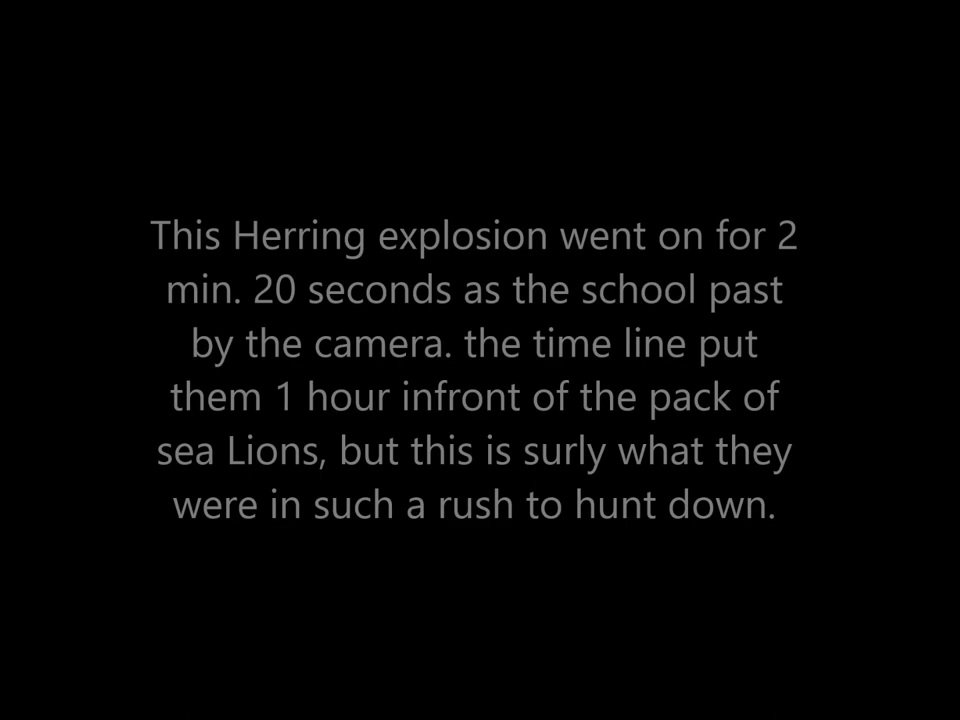 This Herring explosion went on for 2
min. 20 seconds as the school past
by the camera. the time line put
them 1 hour infront of the pack of
sea Lions, but this is surly what they
were in such a rush to hunt down.